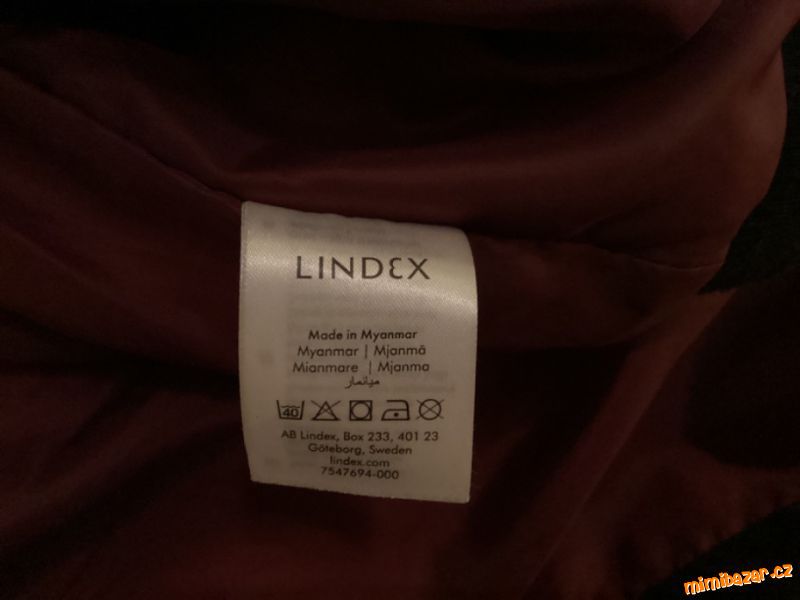 LINDEX
Made in Myanmar
Myanmar | Mjanmā
Mianmare | Mjanma
ميانمار
40
AB Lindex, Box 233, 401 23
Göteborg, Sweden
lindex.com
7547694-000
mimibazar.cz